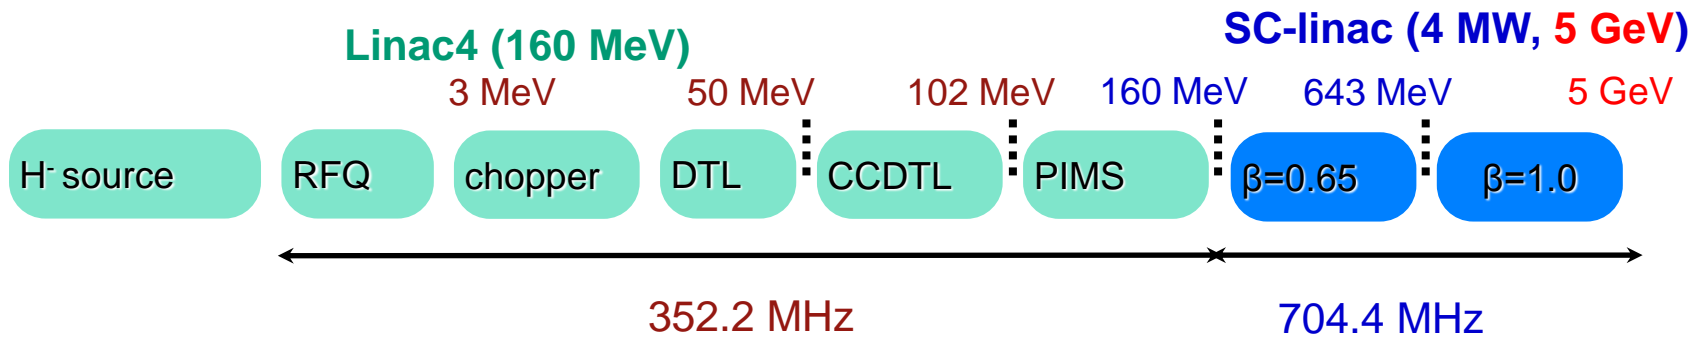 Linac4 (160 MeV)
SC-linac (4 MW, 5 GeV)
3 MeV 50 MeV 102 MeV 160 MeV 643 MeV 5 GeV
H- source RFQ chopper DTL CCDTL PIMS β=0.65 β=1.0
352.2 MHz 704.4 MHz